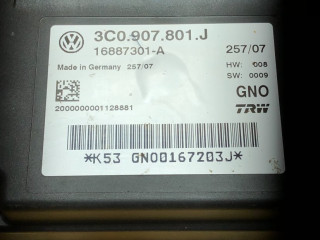 3C0.907.801.J
16887301-A
257/07
Made in Germany 257/07
HW: 008
SW: 0009
GNO
TRW
2000000001128881
*K53 GNO0167203J*